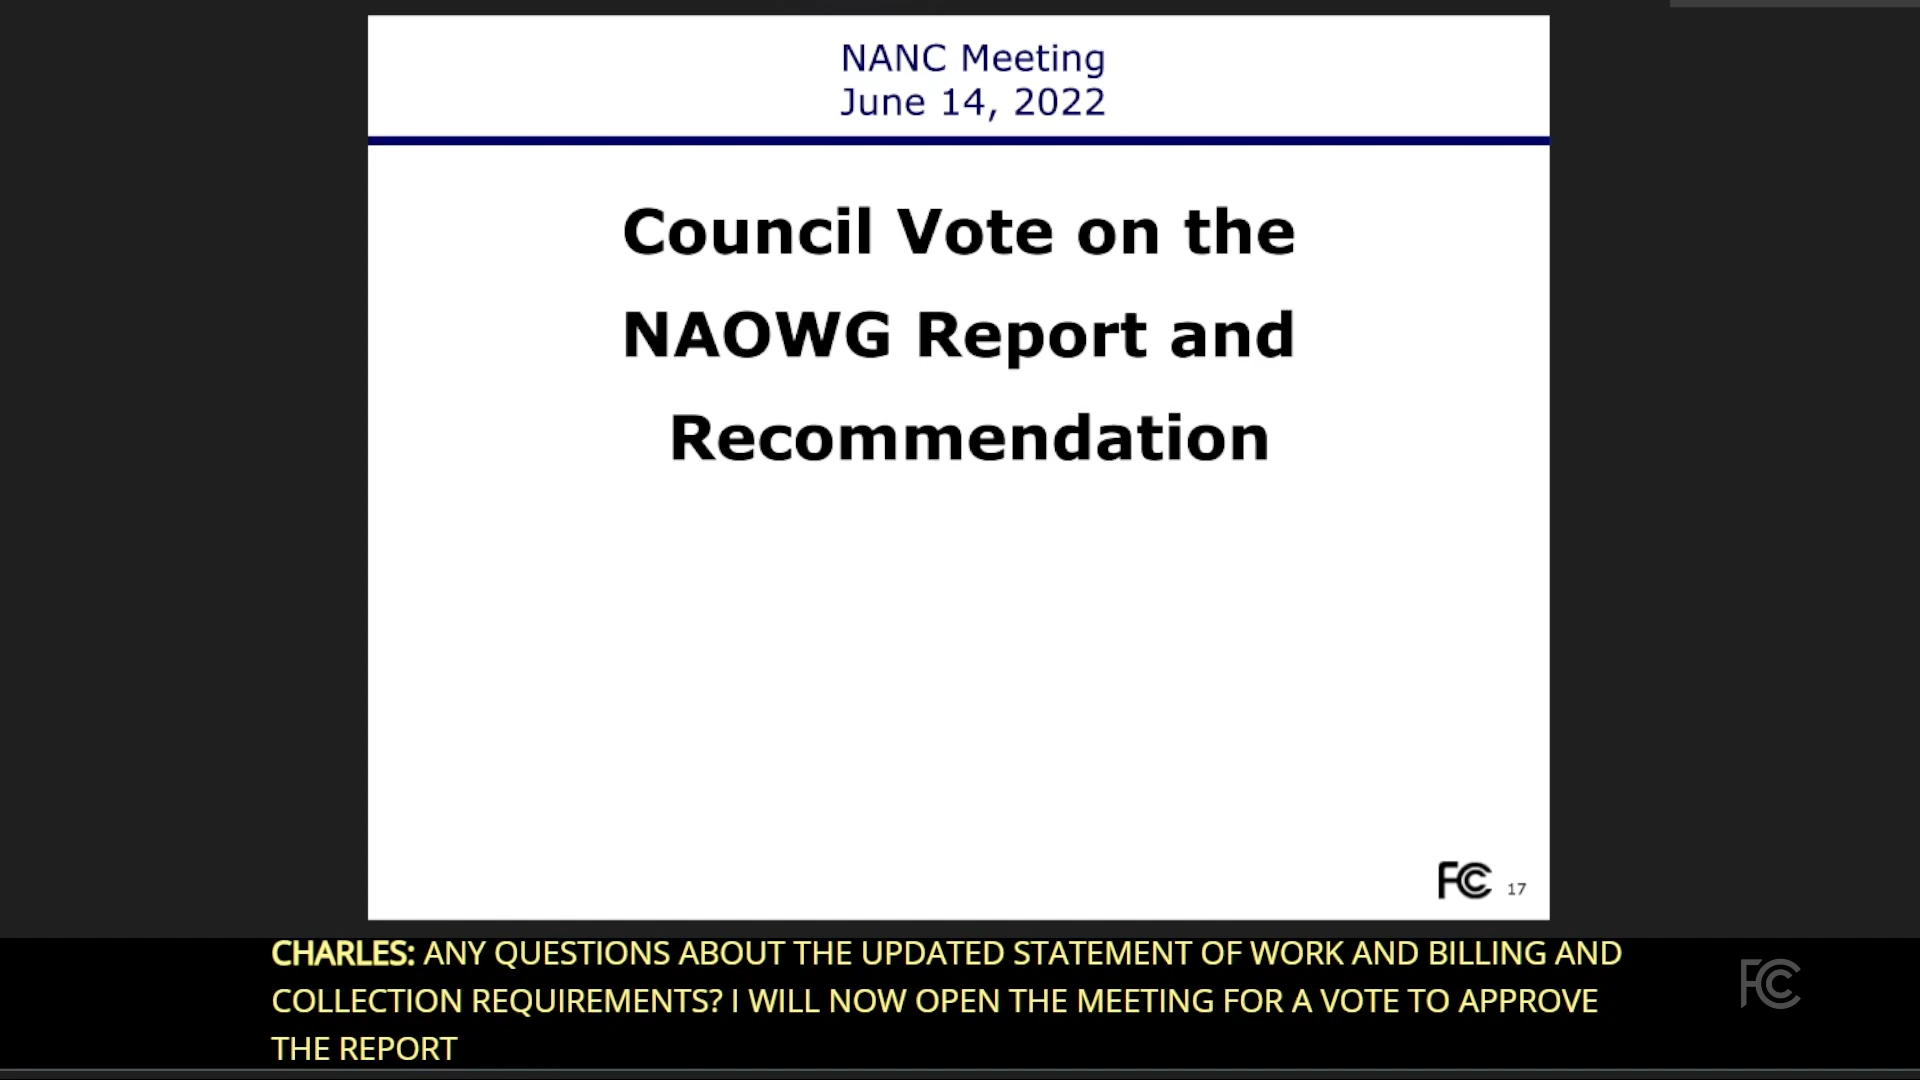 NANC Meeting
June 14, 2022
Council Vote on the
NAOWG Report and
Recommendation
FCC 17
CHARLES: ANY QUESTIONS ABOUT THE UPDATED STATEMENT OF WORK AND BILLING AND
COLLECTION REQUIREMENTS? I WILL NOW OPEN THE MEETING FOR A VOTE TO APPROVE
THE REPORT
FCC